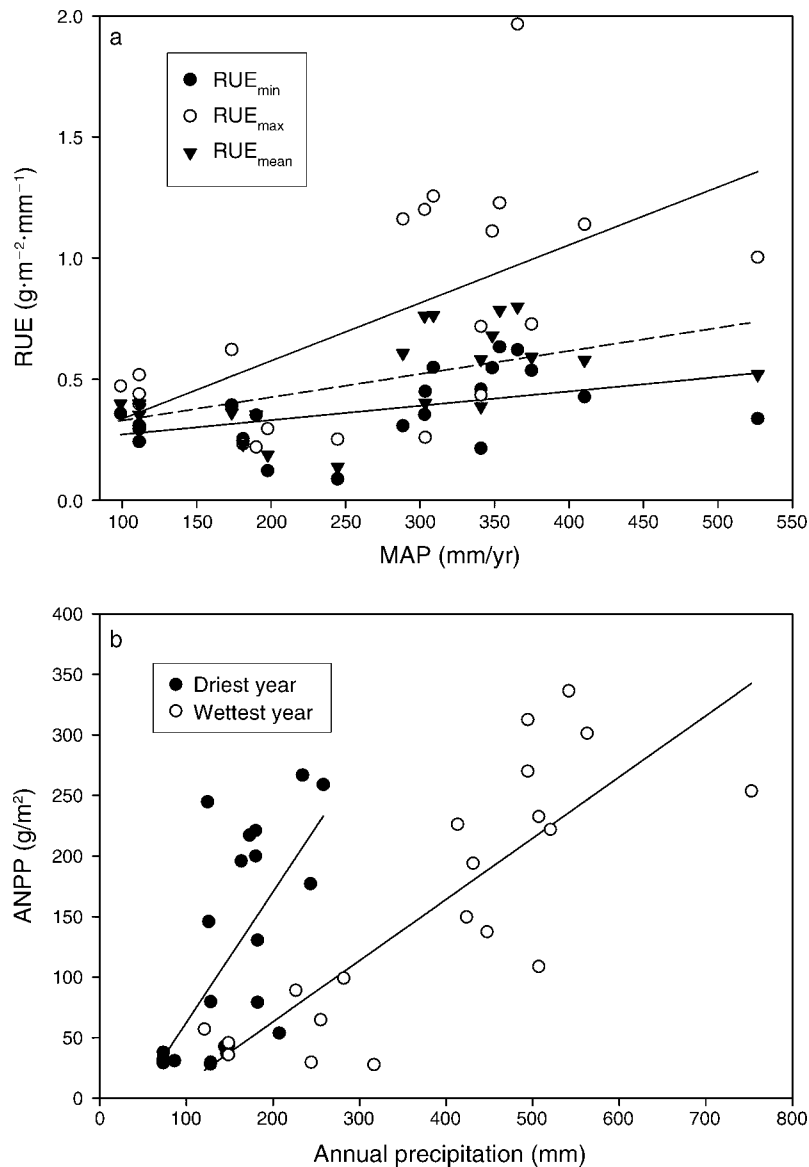 a
RUEmin
RUEmax
RUEmean
2.0
1.5
1.0
0.5
0.0
RUE (g·m−2·mm−1)
100 150 200 250 300 350 400 450 500 550
MAP (mm/yr)
b
Driest year
Wettest year
400
350
300
250
200
150
100
50
0
ANPP (g/m²)
0 100 200 300 400 500 600 700 800
Annual precipitation (mm)